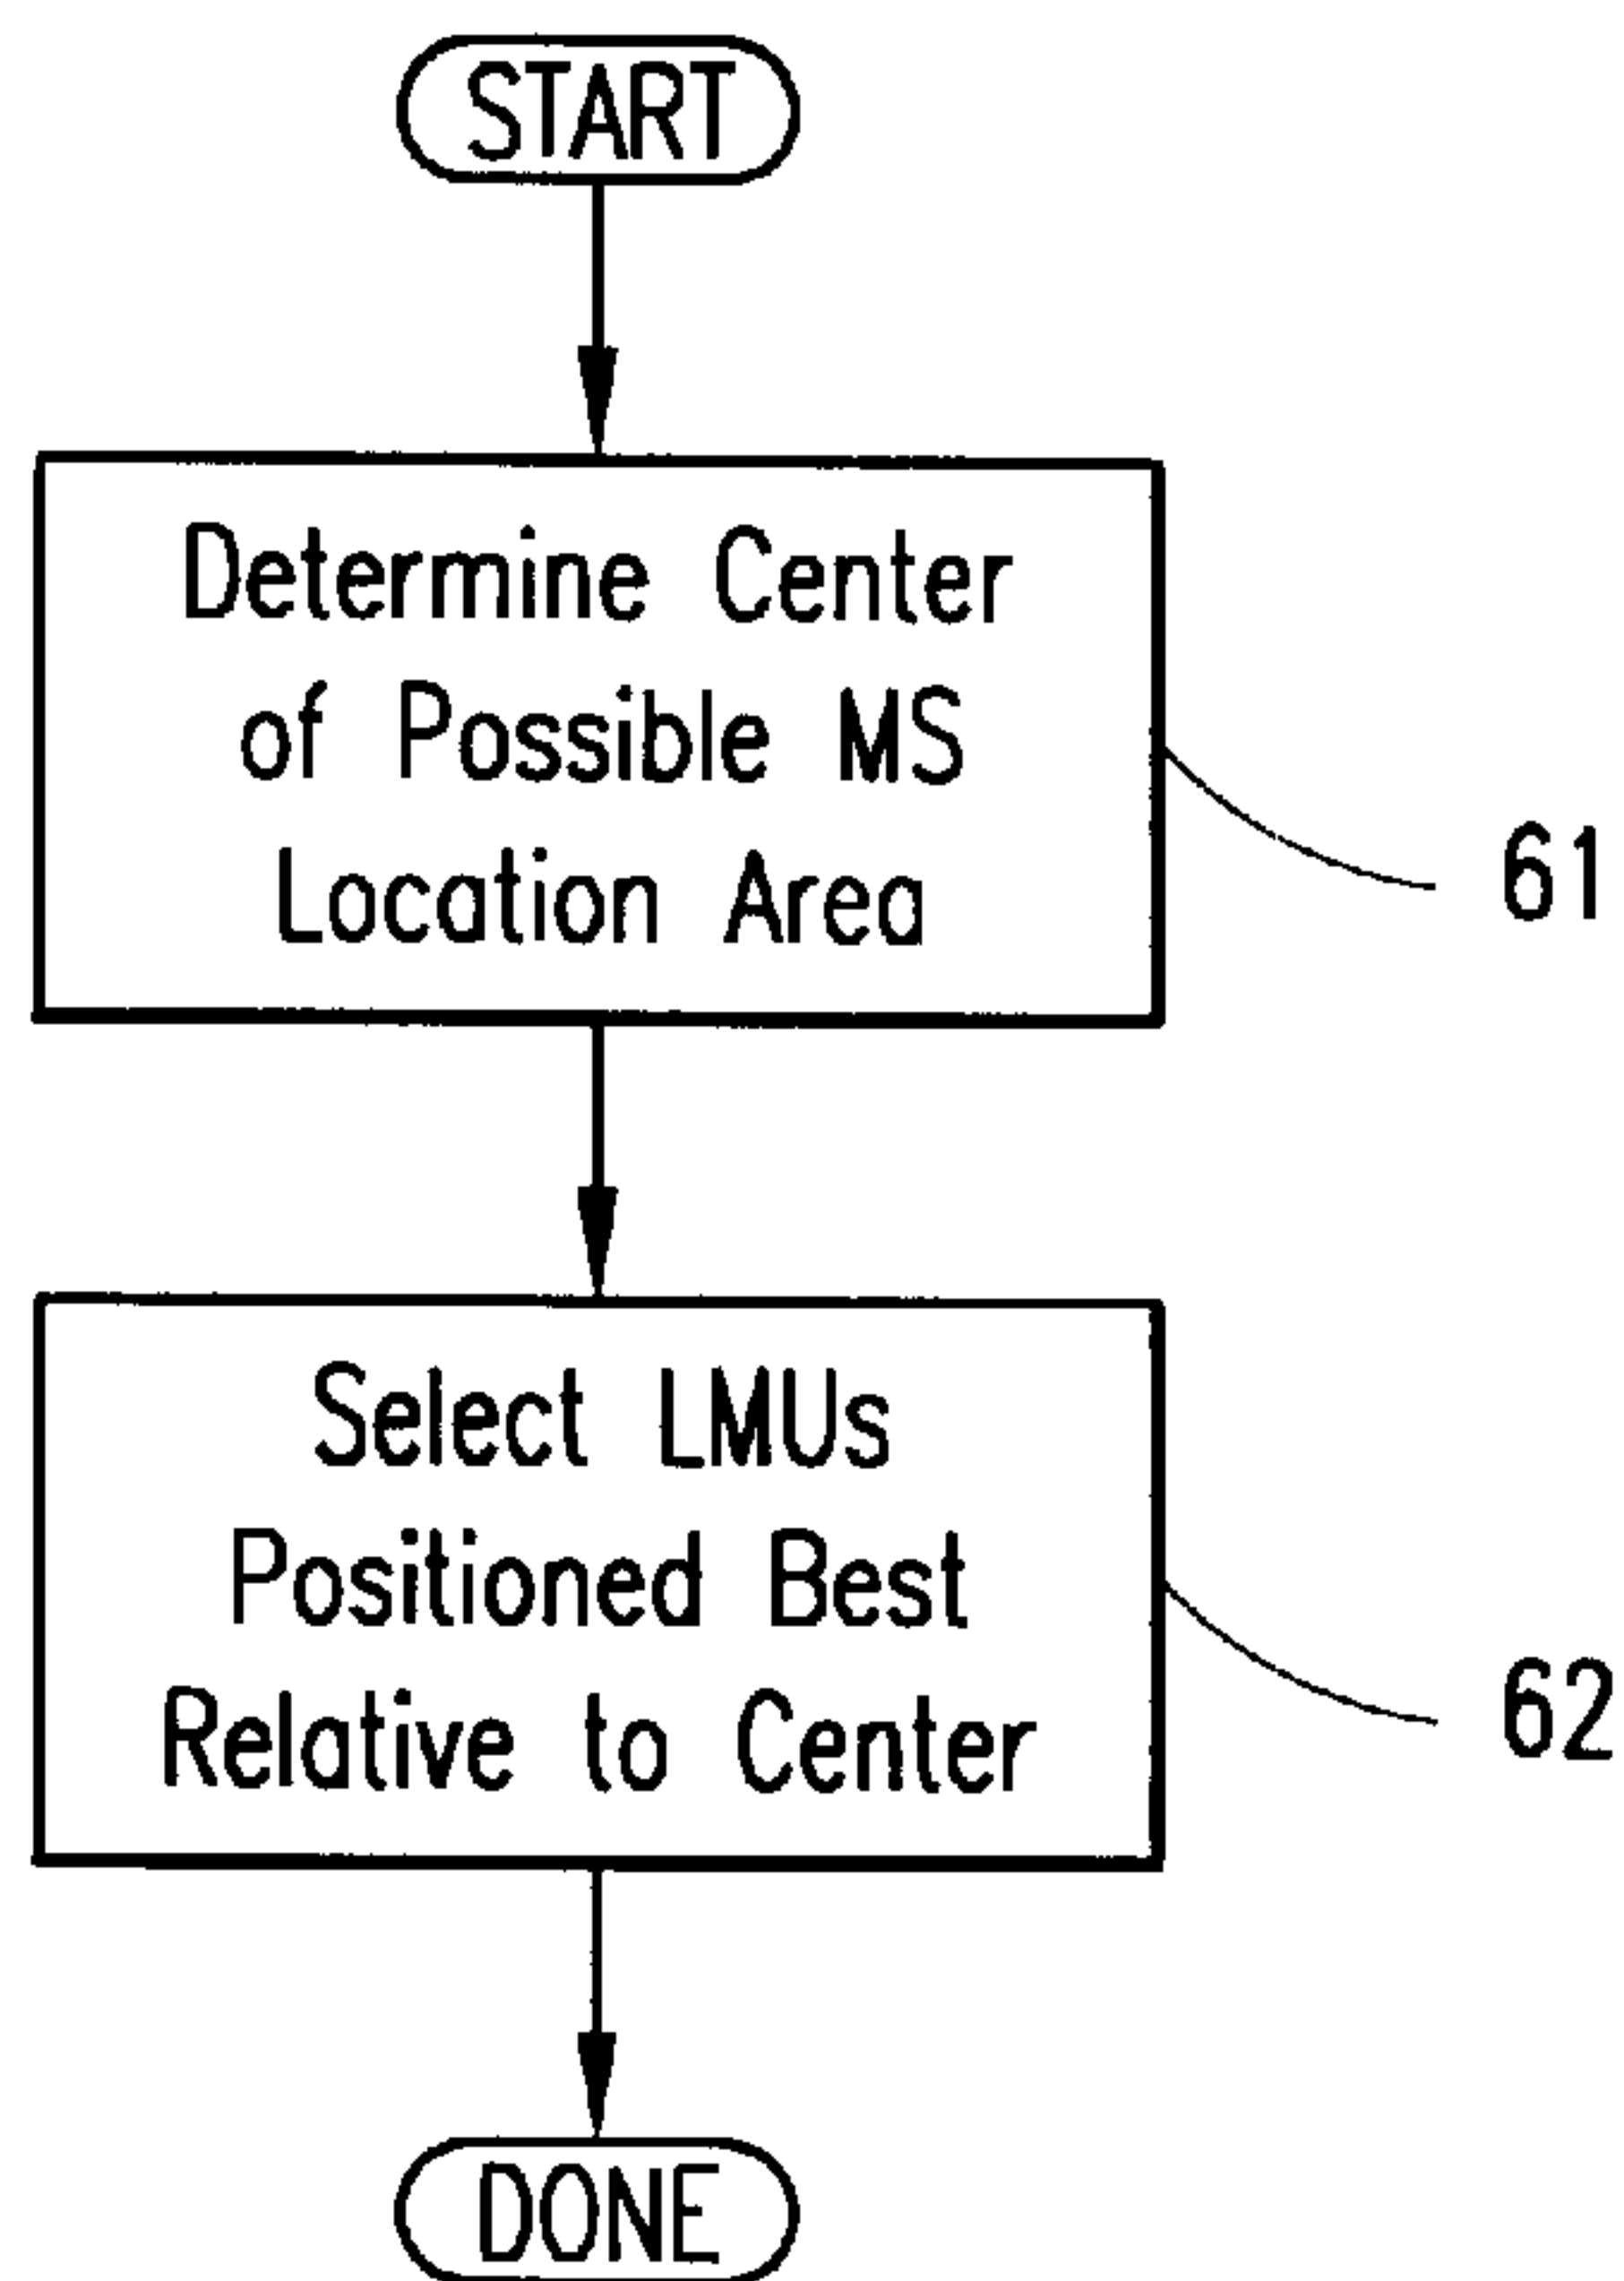 START
Determine Center
of Possible MS
Location Area
61
Select LMUs
Positioned Best
Relative to Center
62
DONE